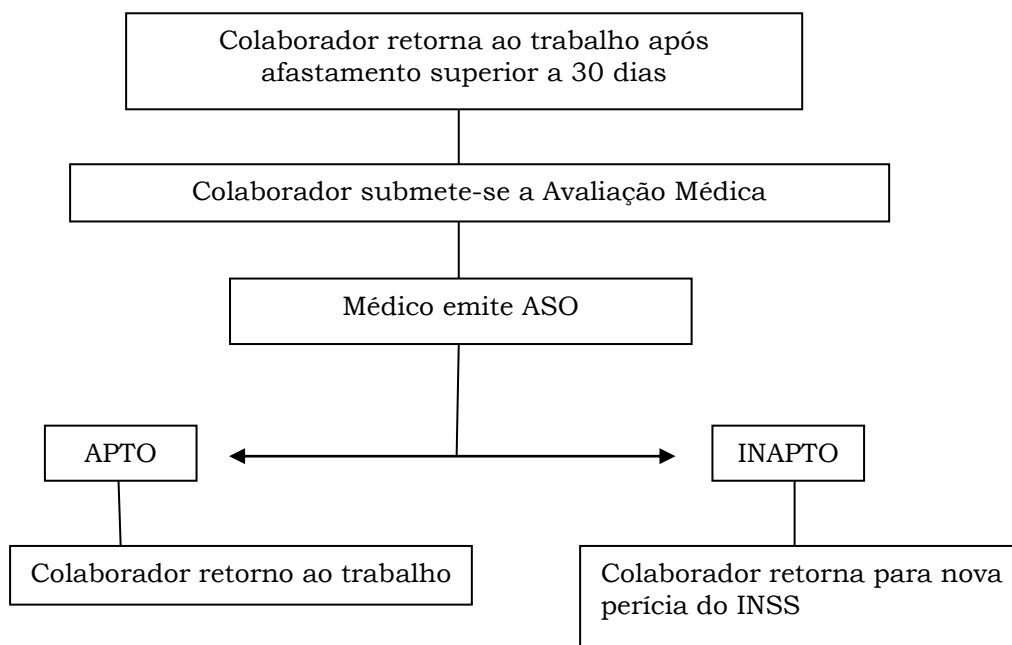 Colaborador retorna ao trabalho após
afastamento superior a 30 dias
Colaborador submete-se a Avaliação Médica
Médico emite ASO
APTO
INAPTO
Colaborador retorno ao trabalho
Colaborador retorna para nova
perícia do INSS